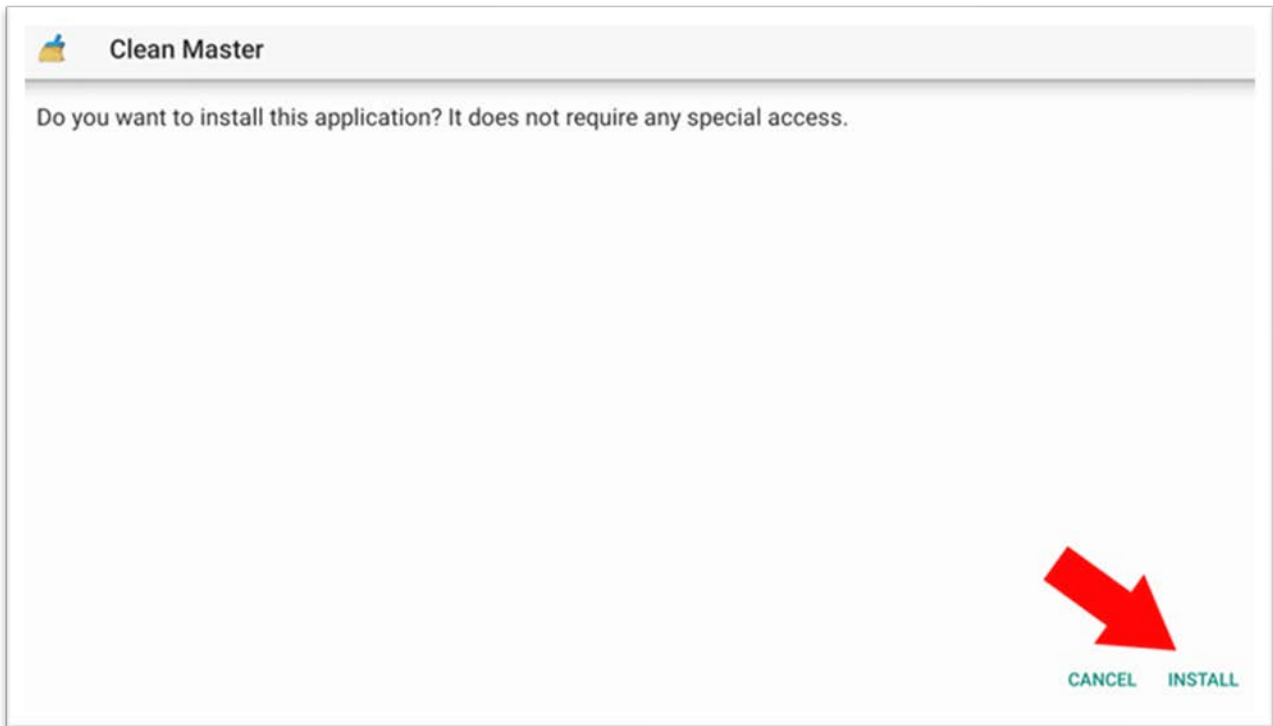 Clean Master
Do you want to install this application? It does not require any special access.
CANCEL INSTALL